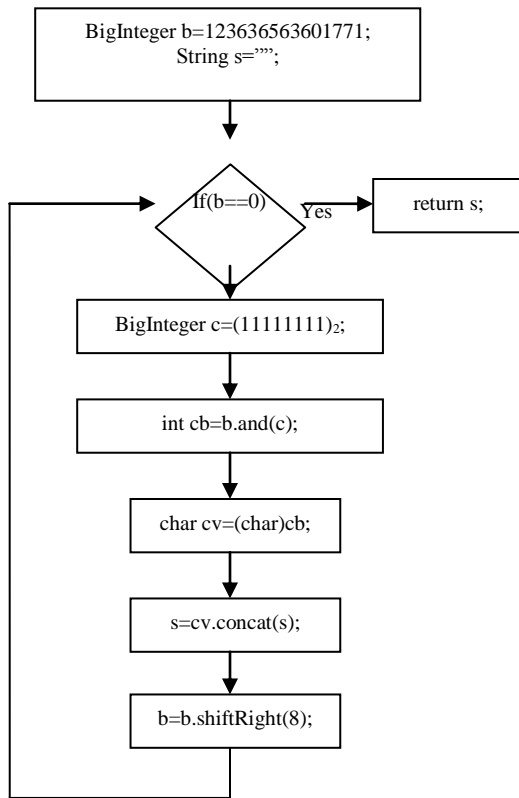 BigInteger b=123636563601771;
String s=””;
If(b==0)
Yes
return s;
BigInteger c=(11111111)₂;
int cb=b.and(c);
char cv=(char)cb;
s=cv.concat(s);
b=b.shiftRight(8);